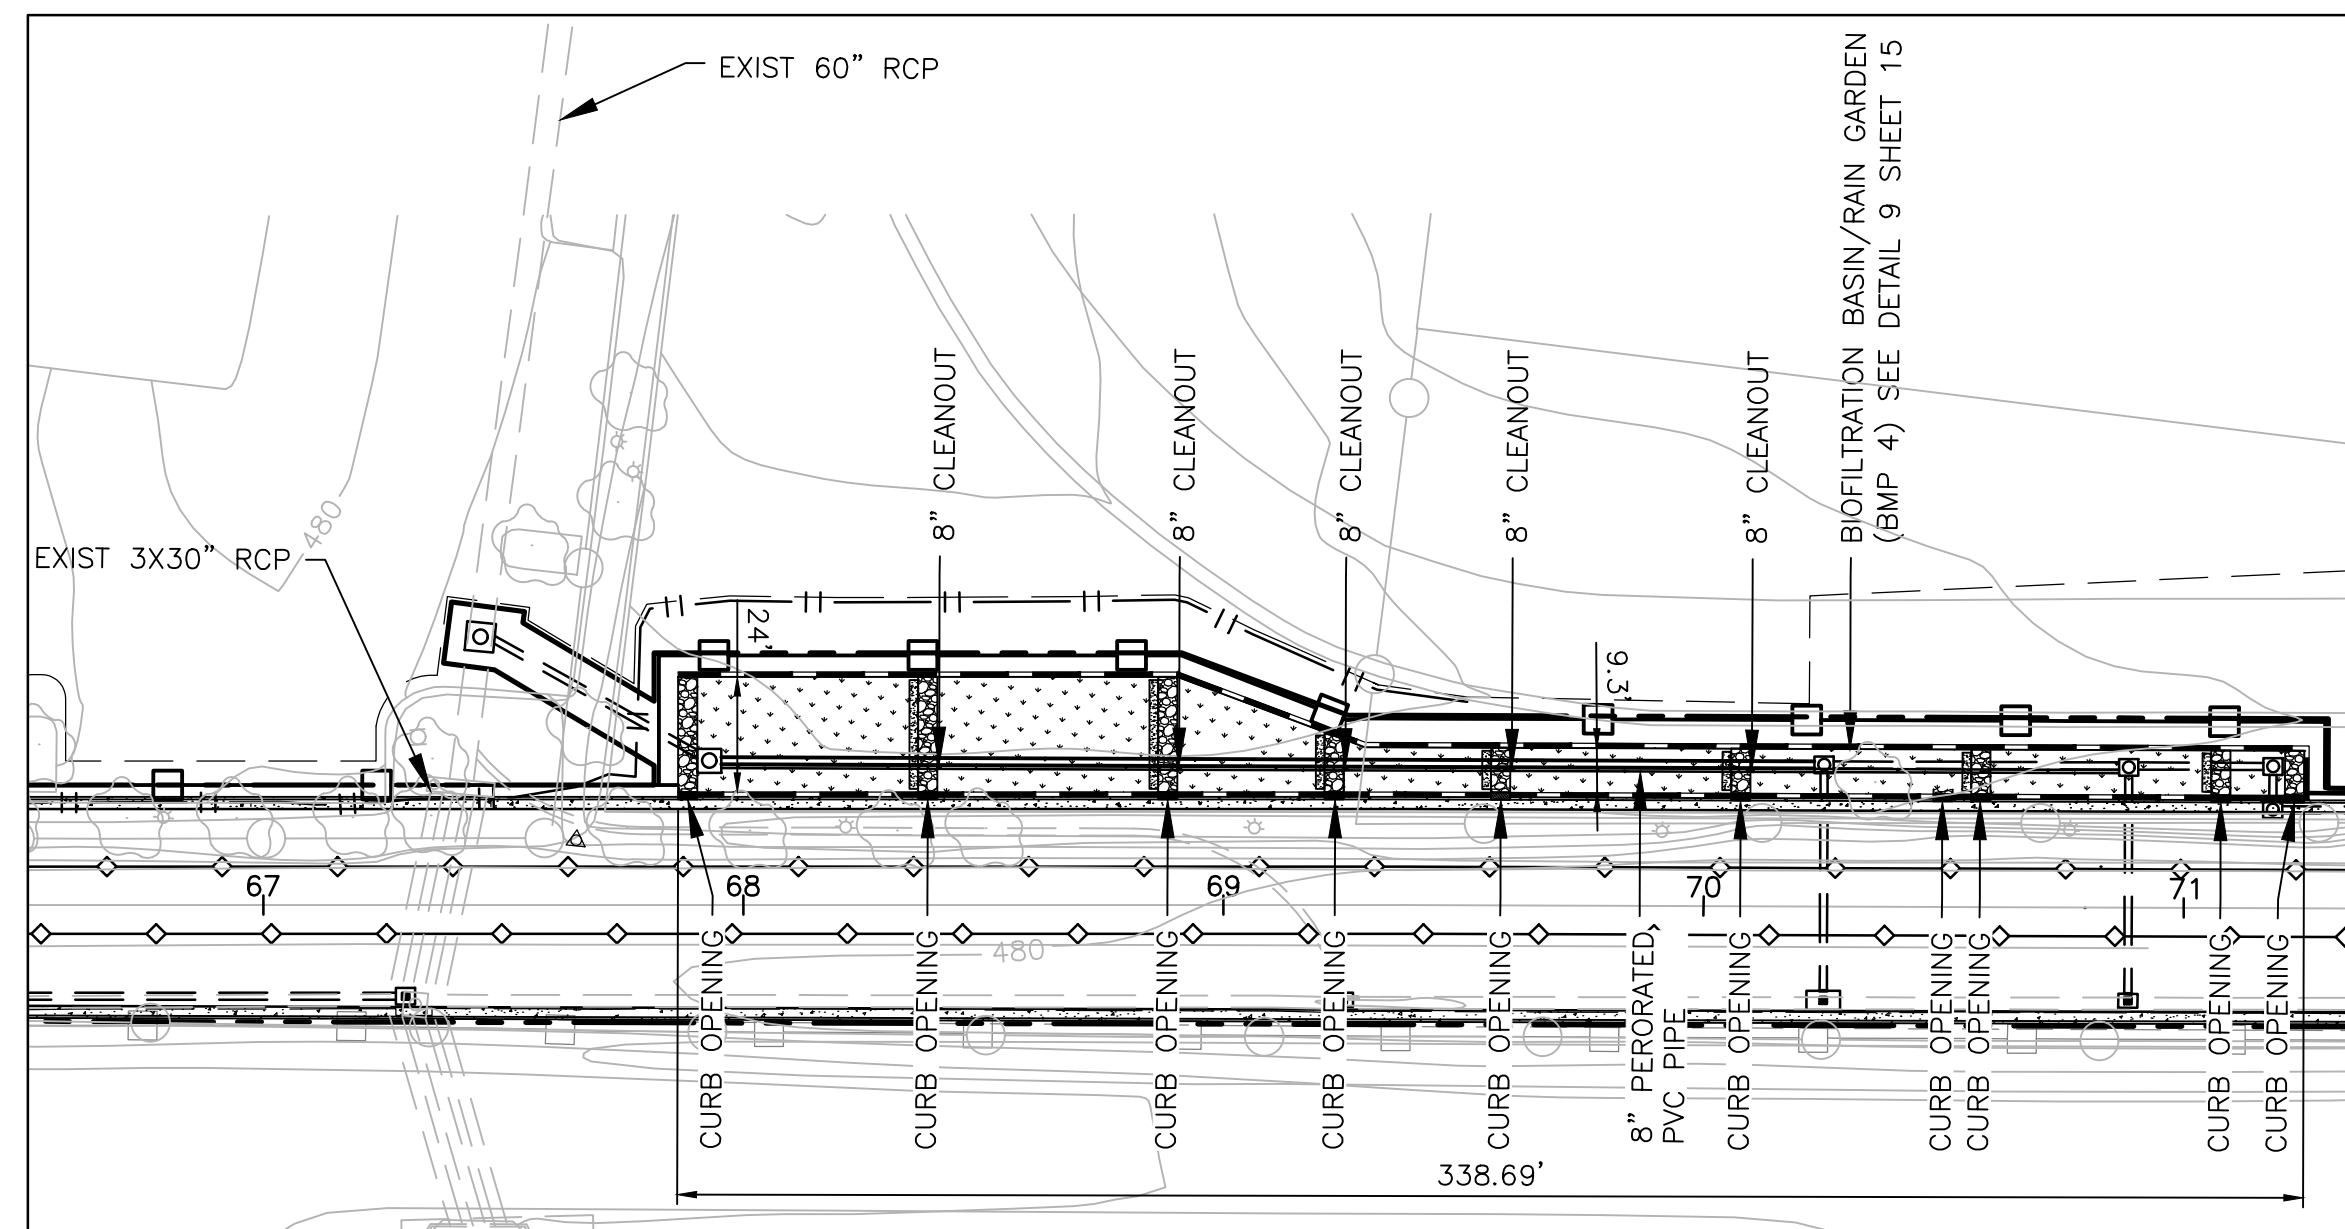 EXIST 60” RCP
BIOFILTRATION BASIN/RAIN GARDEN
(BMP 4) SEE DETAIL 9 SHEET 15
8” CLEANOUT
8” CLEANOUT
8” CLEANOUT
8” CLEANOUT
8” CLEANOUT
480
EXIST 3X30” RCP
24’
9.3’
67
68
69
70
71
480
CURB OPENING
CURB OPENING
CURB OPENING
CURB OPENING
CURB OPENING
8” PERORATED
PVC PIPE
CURB OPENING
CURB OPENING
CURB OPENING
CURB OPENING
CURB OPENING
338.69’